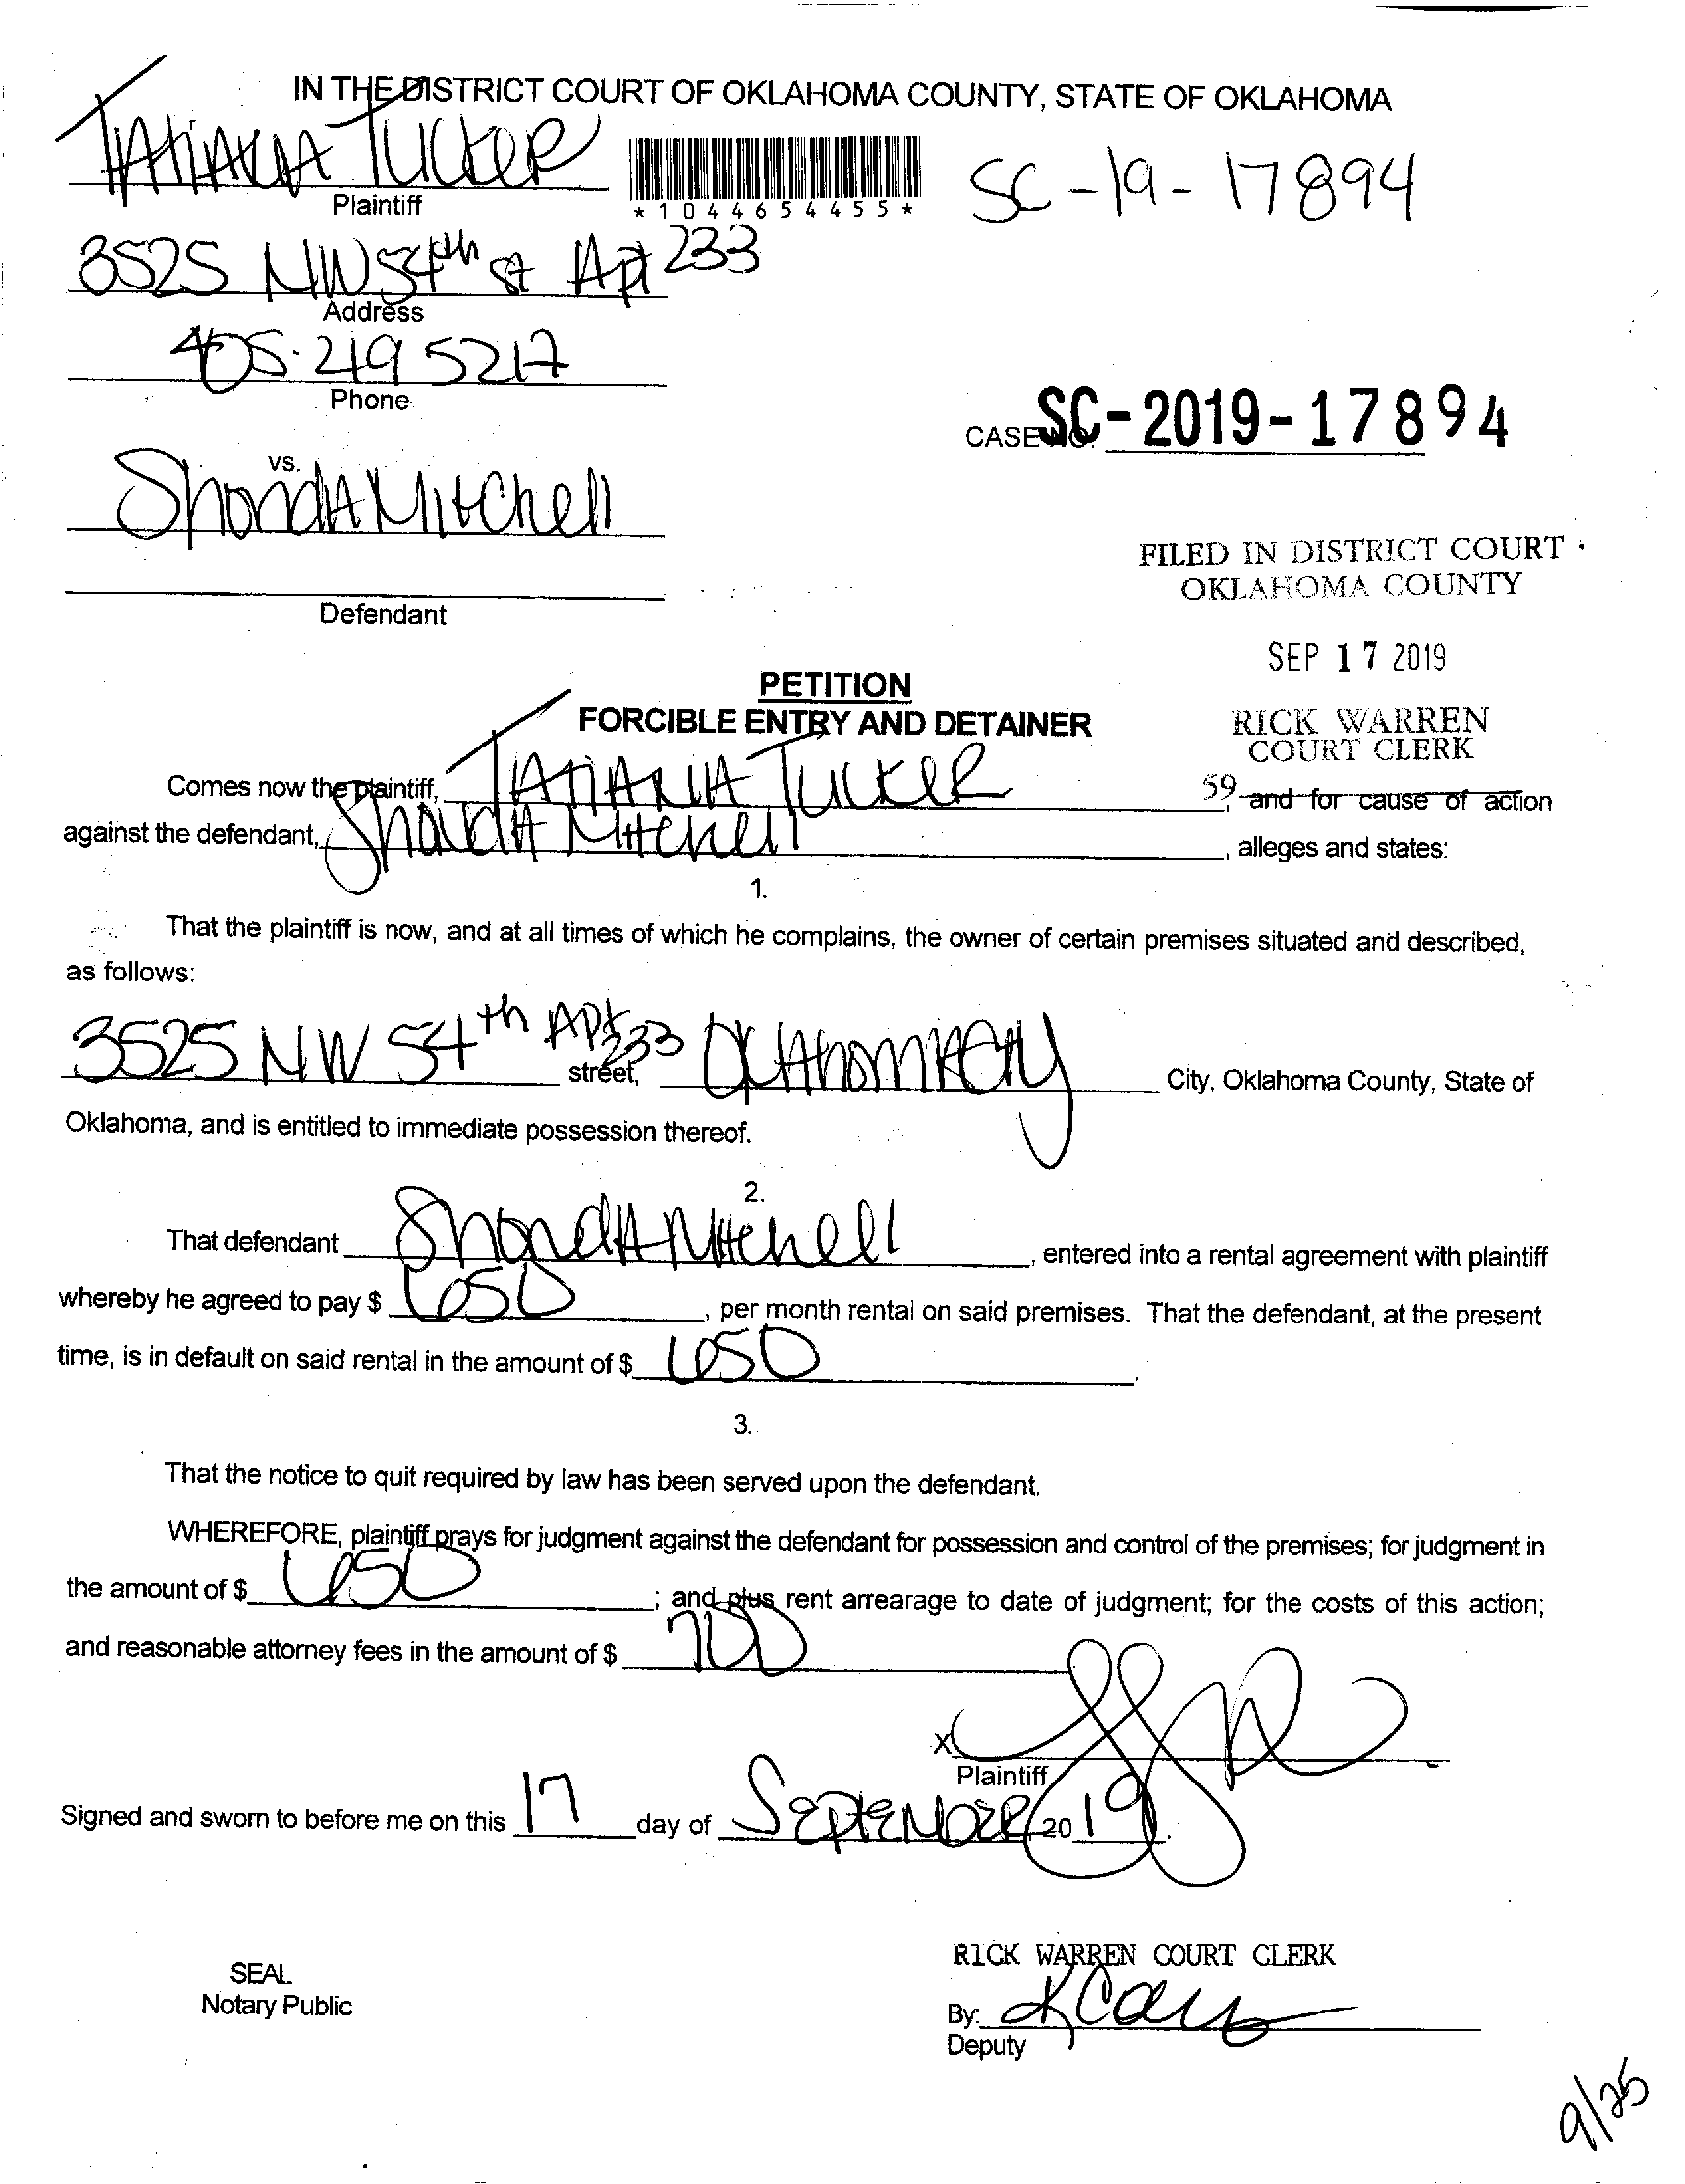 IN THE DISTRICT COURT OF OKLAHOMA COUNTY, STATE OF OKLAHOMA
TATIANA TUCKER
Plaintiff
*1044654455*
SC-19-17894
3525 NW 54th st Apt 233
Address
405-219 5217
Phone
CASE NO. SC-2019-17894
vs.
Shonda Mitchell
FILED IN DISTRICT COURT
OKLAHOMA COUNTY
Defendant
SEP 17 2019
PETITION
FORCIBLE ENTRY AND DETAINER
RICK WARREN
COURT CLERK
59
Comes now the plaintiff, TATIANA TUCKER, and for cause of action
against the defendant, Shonda Mitchell, alleges and states:
1.
That the plaintiff is now, and at all times of which he complains, the owner of certain premises situated and described,
as follows:
3525 NW 54th Apt 233 street, Oklahoma City City, Oklahoma County, State of
Oklahoma, and is entitled to immediate possession thereof.
2.
That defendant Shonda Mitchell, entered into a rental agreement with plaintiff
whereby he agreed to pay $ 650, per month rental on said premises. That the defendant, at the present
time, is in default on said rental in the amount of $ 650.
3.
That the notice to quit required by law has been served upon the defendant.
WHEREFORE, plaintiff prays for judgment against the defendant for possession and control of the premises; for judgment in
the amount of $ 650; and plus rent arrearage to date of judgment; for the costs of this action;
and reasonable attorney fees in the amount of $ 700
X
Plaintiff
Signed and sworn to before me on this 17 day of SEPTEMBER 2019.
RICK WARREN COURT CLERK
SEAL
Notary Public
By:
Deputy
9/25